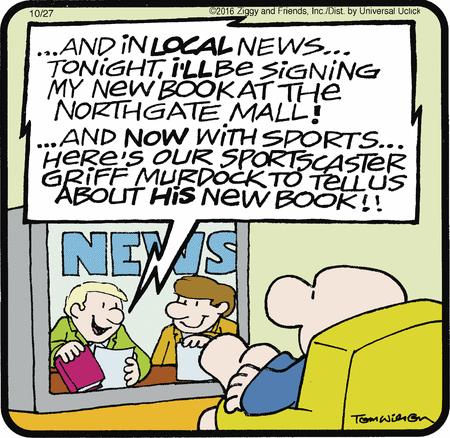 10/27
©2016 Ziggy and Friends, Inc./Dist. by Universal Uclick
...AND iN LOCAL NEWS...
TONiGHT, i'LL BE SiGNiNG
MY NEW BOOK AT THE
NORTHGATE MALL!
...AND NOW WiTH SPORTS...
HERE'S OUR SPORTSCASTER
GRiFF MURDOCK TO TELL US
ABOUT HiS NEW BOOK!!
NEWS
TOM WiLSON